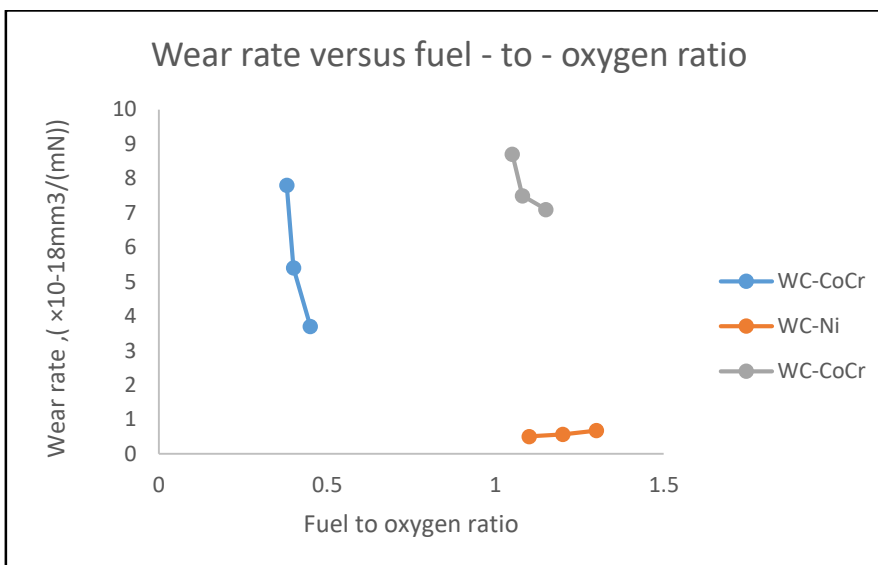 Wear rate versus fuel - to - oxygen ratio
Wear rate ,( ×10-18mm3/(mN))
10
9
8
7
6
5
4
3
2
1
0
0 0.5 1 1.5
Fuel to oxygen ratio
WC-CoCr
WC-Ni
WC-CoCr